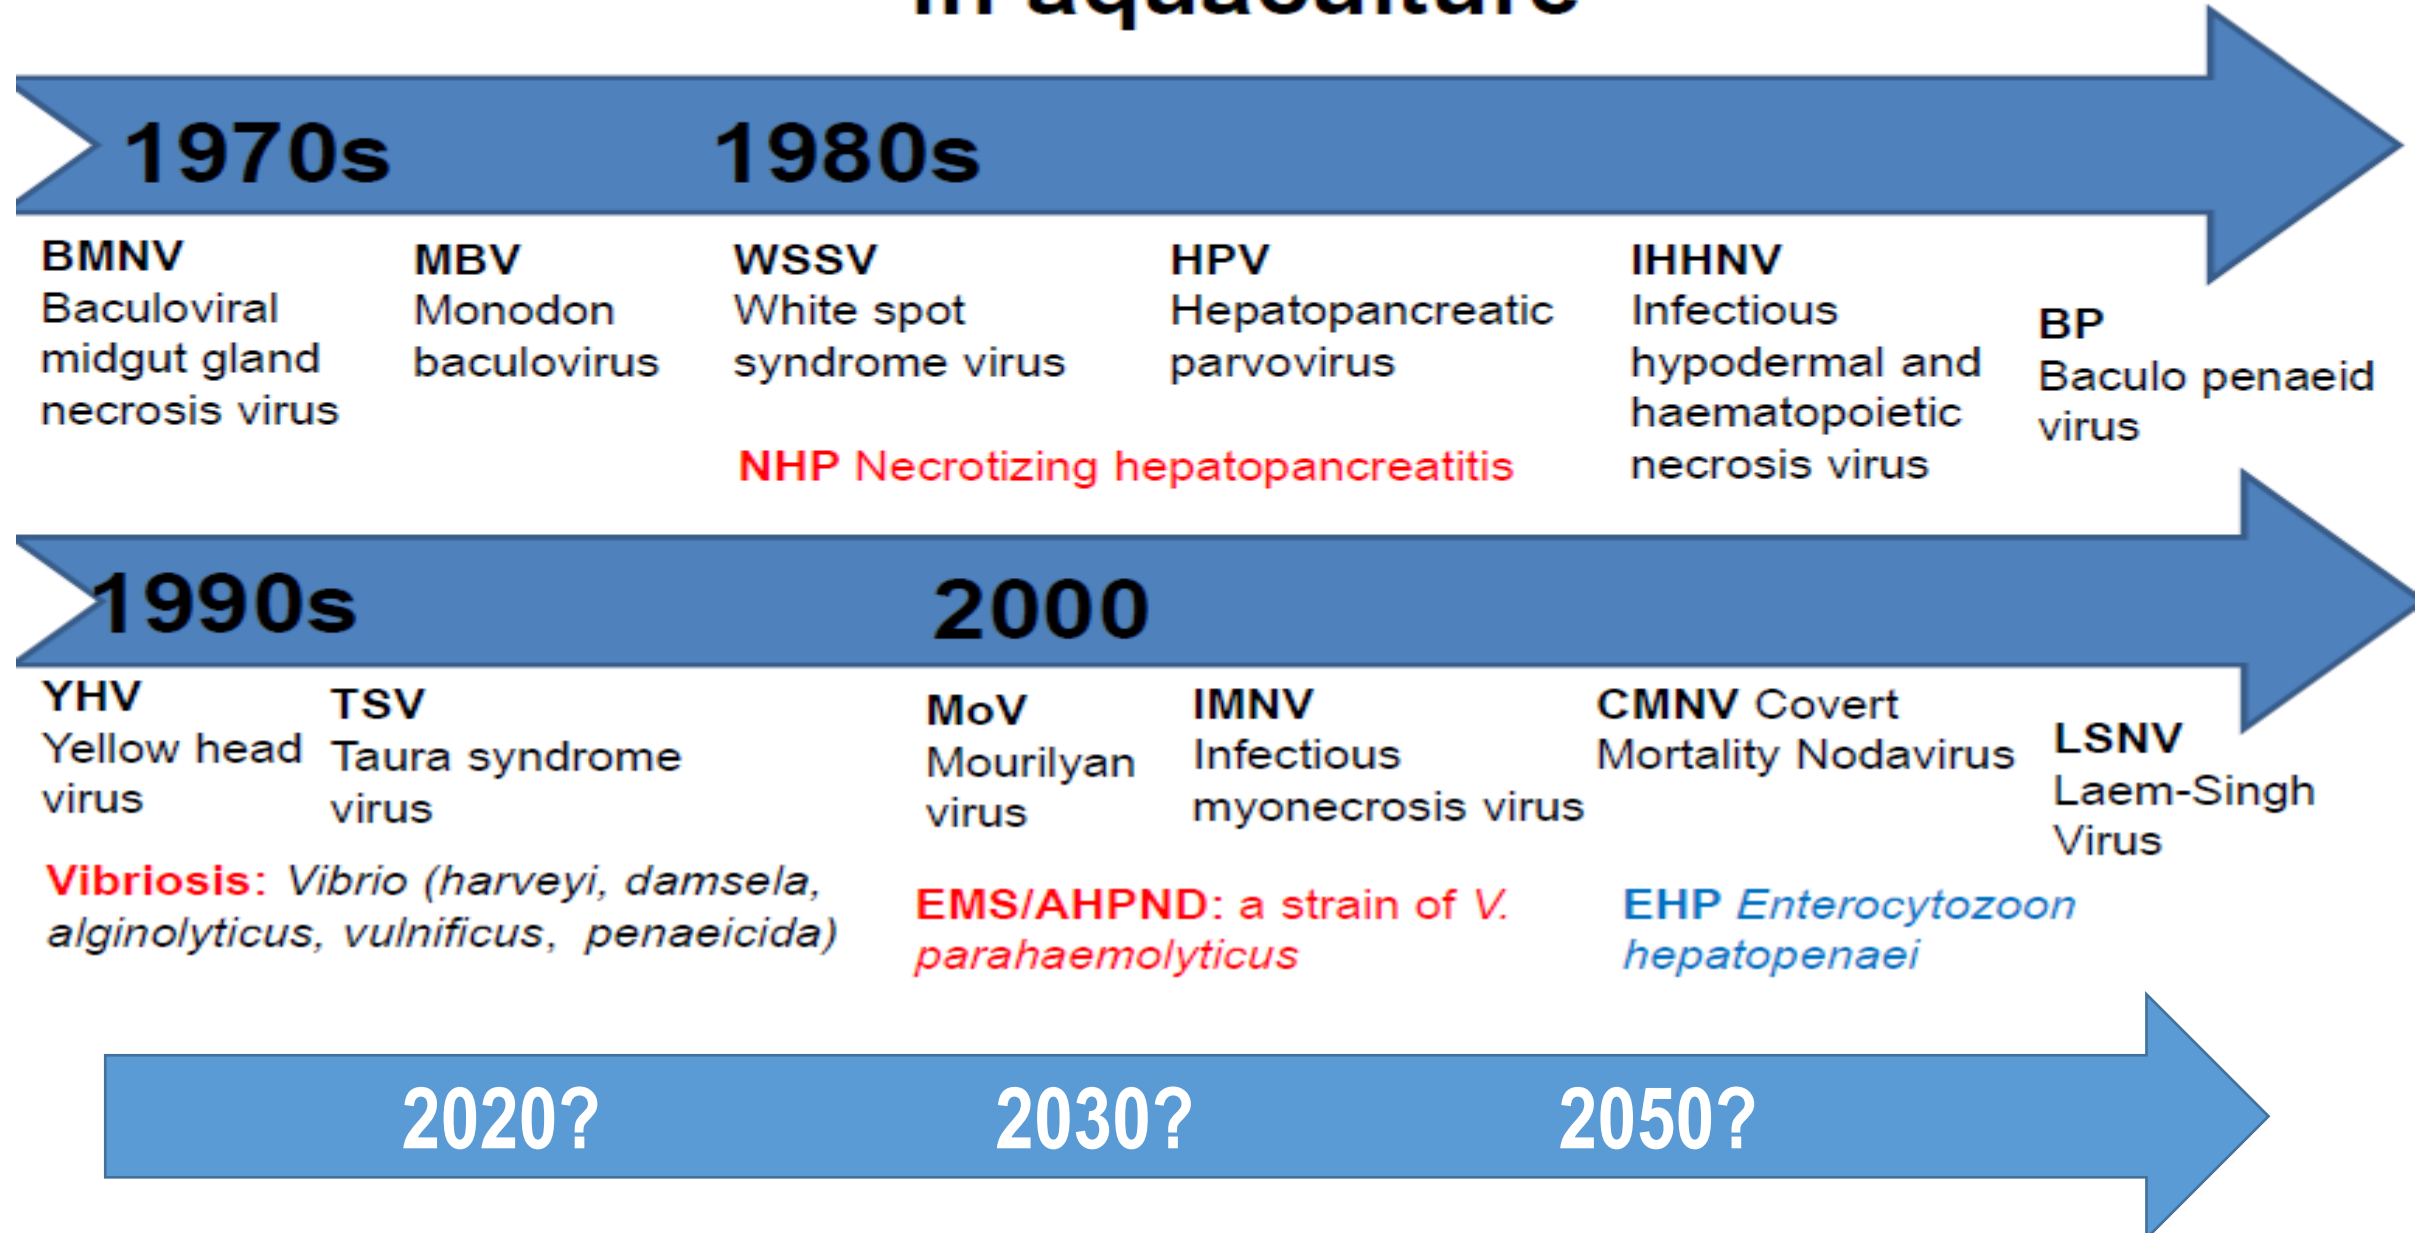 in aquaculture
1970s
1980s
BMNV
Baculoviral
midgut gland
necrosis virus
MBV
Monodon
baculovirus
WSSV
White spot
syndrome virus
HPV
Hepatopancreatic
parvovirus
IHHNV
Infectious
hypodermal and
haematopoietic
necrosis virus
BP
Baculo penaeid
virus
NHP Necrotizing hepatopancreatitis
1990s
2000
YHV
Yellow head
virus
TSV
Taura syndrome
virus
MoV
Mourilyan
virus
IMNV
Infectious
myonecrosis virus
CMNV Covert
Mortality Nodavirus
LSNV
Laem-Singh
Virus
Vibriosis: Vibrio (harveyi, damsela,
alginolyticus, vulnificus, penaeicida)
EMS/AHPND: a strain of V.
parahaemolyticus
EHP Enterocytozoon
hepatopenaei
2020?
2030?
2050?